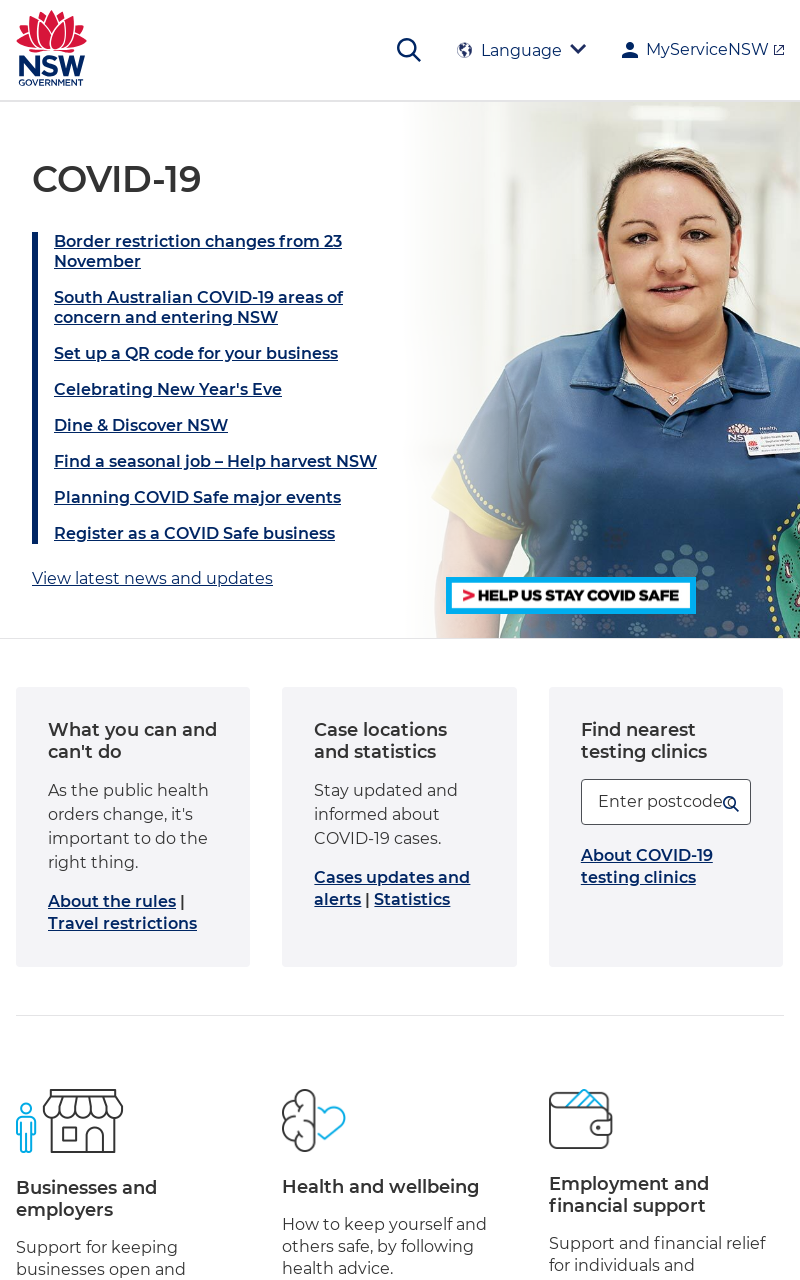 NSW
GOVERNMENT
Language
MyServiceNSW
COVID-19
Border restriction changes from 23
November
South Australian COVID-19 areas of
concern and entering NSW
Set up a QR code for your business
Celebrating New Year's Eve
Dine & Discover NSW
Find a seasonal job – Help harvest NSW
Planning COVID Safe major events
Register as a COVID Safe business
View latest news and updates
Health
> HELP US STAY COVID SAFE
What you can and
can't do
As the public health
orders change, it's
important to do the
right thing.
About the rules |
Travel restrictions
Case locations
and statistics
Stay updated and
informed about
COVID-19 cases.
Cases updates and
alerts | Statistics
Find nearest
testing clinics
Enter postcode
About COVID-19
testing clinics
Businesses and
employers
Support for keeping
businesses open and
Health and wellbeing
How to keep yourself and
others safe, by following
health advice.
Employment and
financial support
Support and financial relief
for individuals and